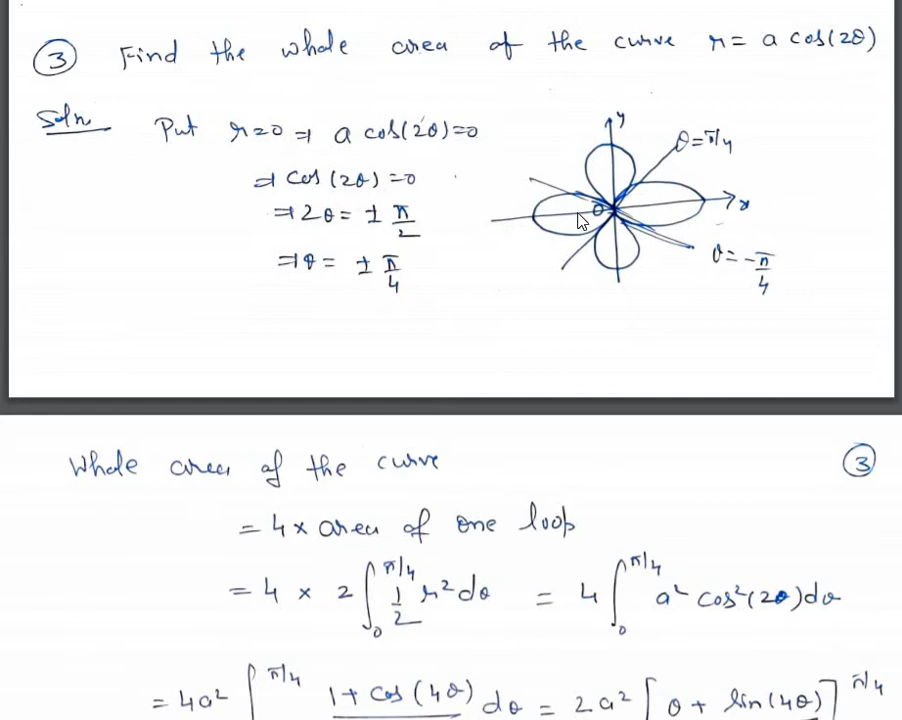 ③ Find the whole area of the curve r = a cos(2θ)
Soln. Put r=0 ⇒ a cos(2θ)=0
⇒ cos(2θ)=0
⇒ 2θ = ± π/2
⇒ θ = ± π/4
y
θ=π/4
0
x
θ=-π/4
Whole area of the curve ③
= 4 × area of one loop
= 4 × 2 ∫₀^{π/4} 1/2 r² dθ = 4 ∫₀^{π/4} a² cos²(2θ) dθ
= 4a² ∫^{π/4} 1 + cos(4θ) dθ = 2a² [θ + sin(4θ)]^{π/4}